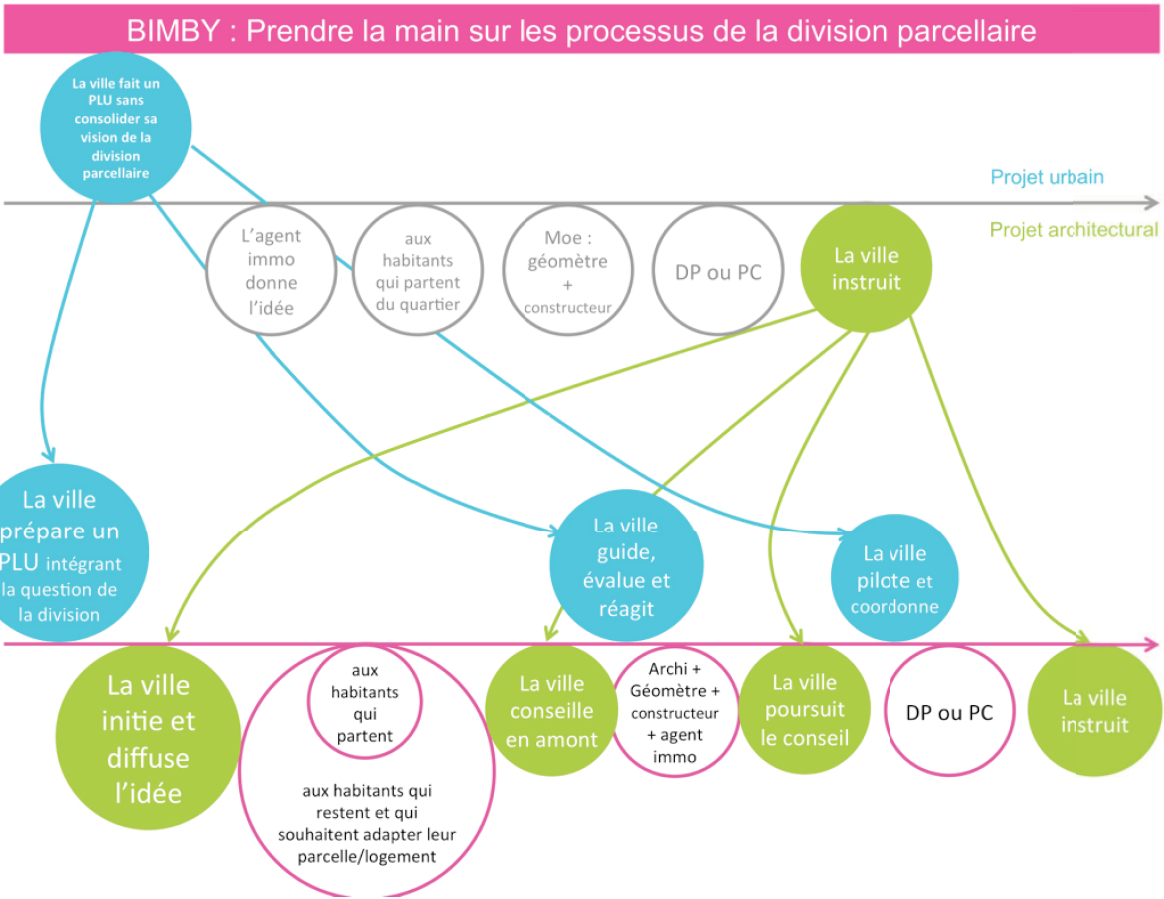 BIMBY : Prendre la main sur les processus de la division parcellaire
La ville fait un
PLU sans
consolider sa
vision de la
division
parcellaire
Projet urbain
Projet architectural
L’agent
immo
donne
l’idée
aux
habitants
qui partent
du quartier
Moe :
géomètre
+
constructeur
DP ou PC
La ville
instruit
La ville
prépare un
PLU intégrant
la question de
la division
La ville
guide,
évalue et
réagit
La ville
pilote et
coordonne
La ville
initie et
diffuse
l’idée
aux
habitants
qui
partent
aux habitants qui
restent et qui
souhaitent adapter leur
parcelle/logement
La ville
conseille
en amont
Archi +
Géomètre +
constructeur
+ agent
immo
La ville
poursuit
le conseil
DP ou PC
La ville
instruit